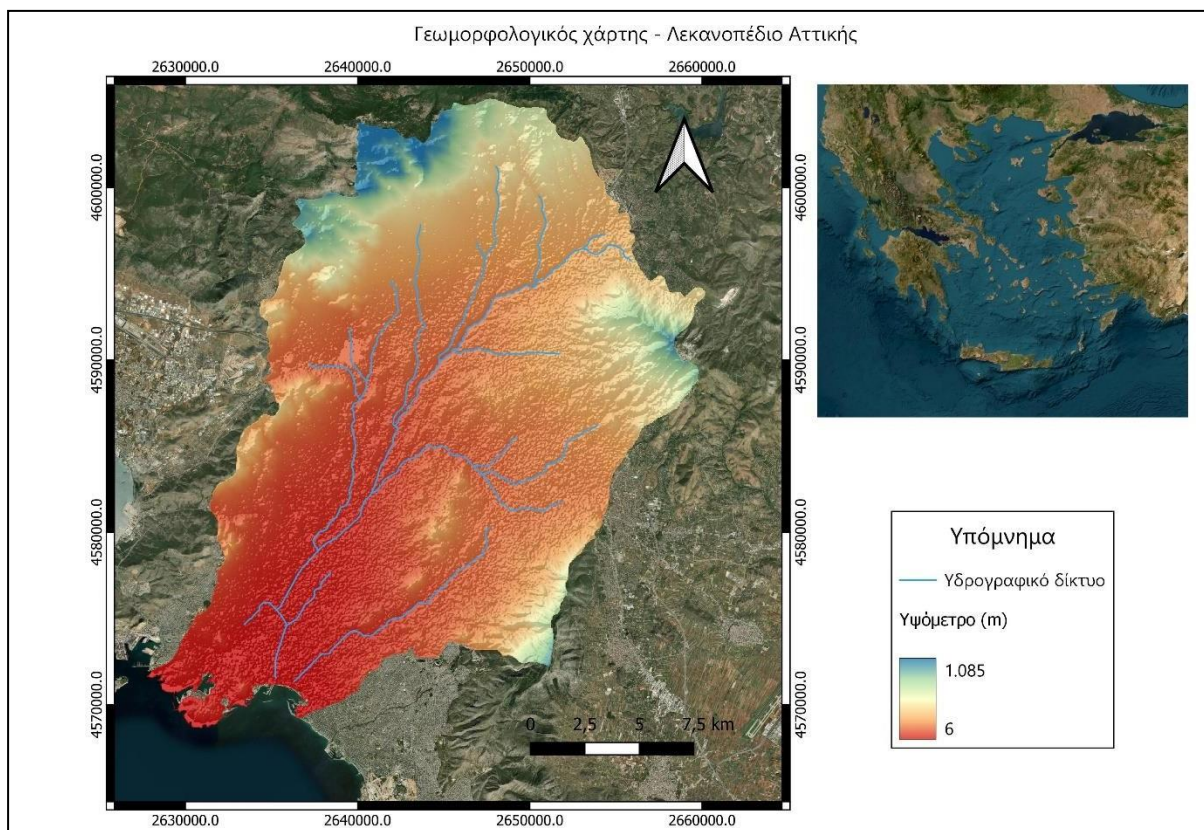 Γεωμορφολογικός χάρτης - Λεκανοπέδιο Αττικής
2630000.0 2640000.0 2650000.0 2660000.0
4600000.0 4600000.0
4590000.0 4590000.0
4580000.0 4580000.0
4570000.0 4570000.0
0 2,5 5 7,5 km
2630000.0 2640000.0 2650000.0 2660000.0
Υπόμνημα
Υδρογραφικό δίκτυο
Υψόμετρο (m)
1.085
6